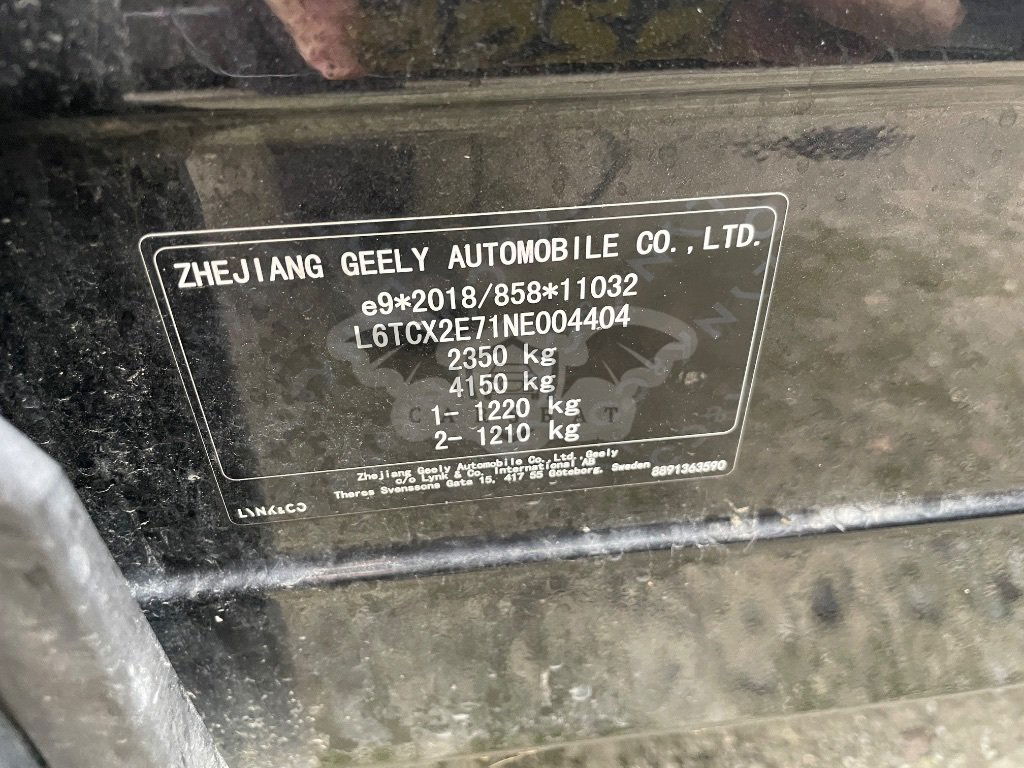 ZHEJIANG GEELY AUTOMOBILE CO.,LTD.
e9*2018/858*11032
L6TCX2E71NE004404
2350 kg
4150 kg
1- 1220 kg
2- 1210 kg
Zhejiang Geely Automobile Co. Ltd., Geely
c/o Lynk & Co. International AB
Theres Svenssons Gata 15, 417 55 Göteborg, Sweden
8891363590
LYNK&CO